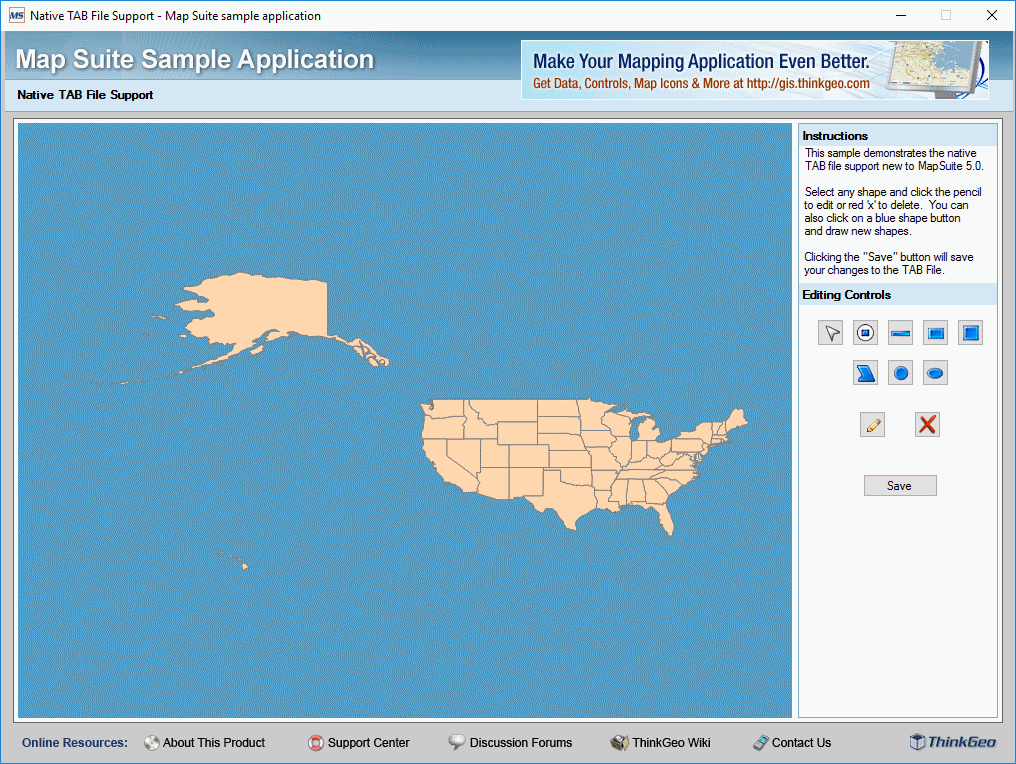 MS Native TAB File Support - Map Suite sample application
Map Suite Sample Application
Make Your Mapping Application Even Better.
Get Data, Controls, Map Icons & More at http://gis.thinkgeo.com
Native TAB File Support
Instructions
This sample demonstrates the native
TAB file support new to MapSuite 5.0.
Select any shape and click the pencil
to edit or red 'x' to delete. You can
also click on a blue shape button
and draw new shapes.
Clicking the "Save" button will save
your changes to the TAB File.
Editing Controls
Save
Online Resources: About This Product Support Center Discussion Forums ThinkGeo Wiki Contact Us ThinkGeo